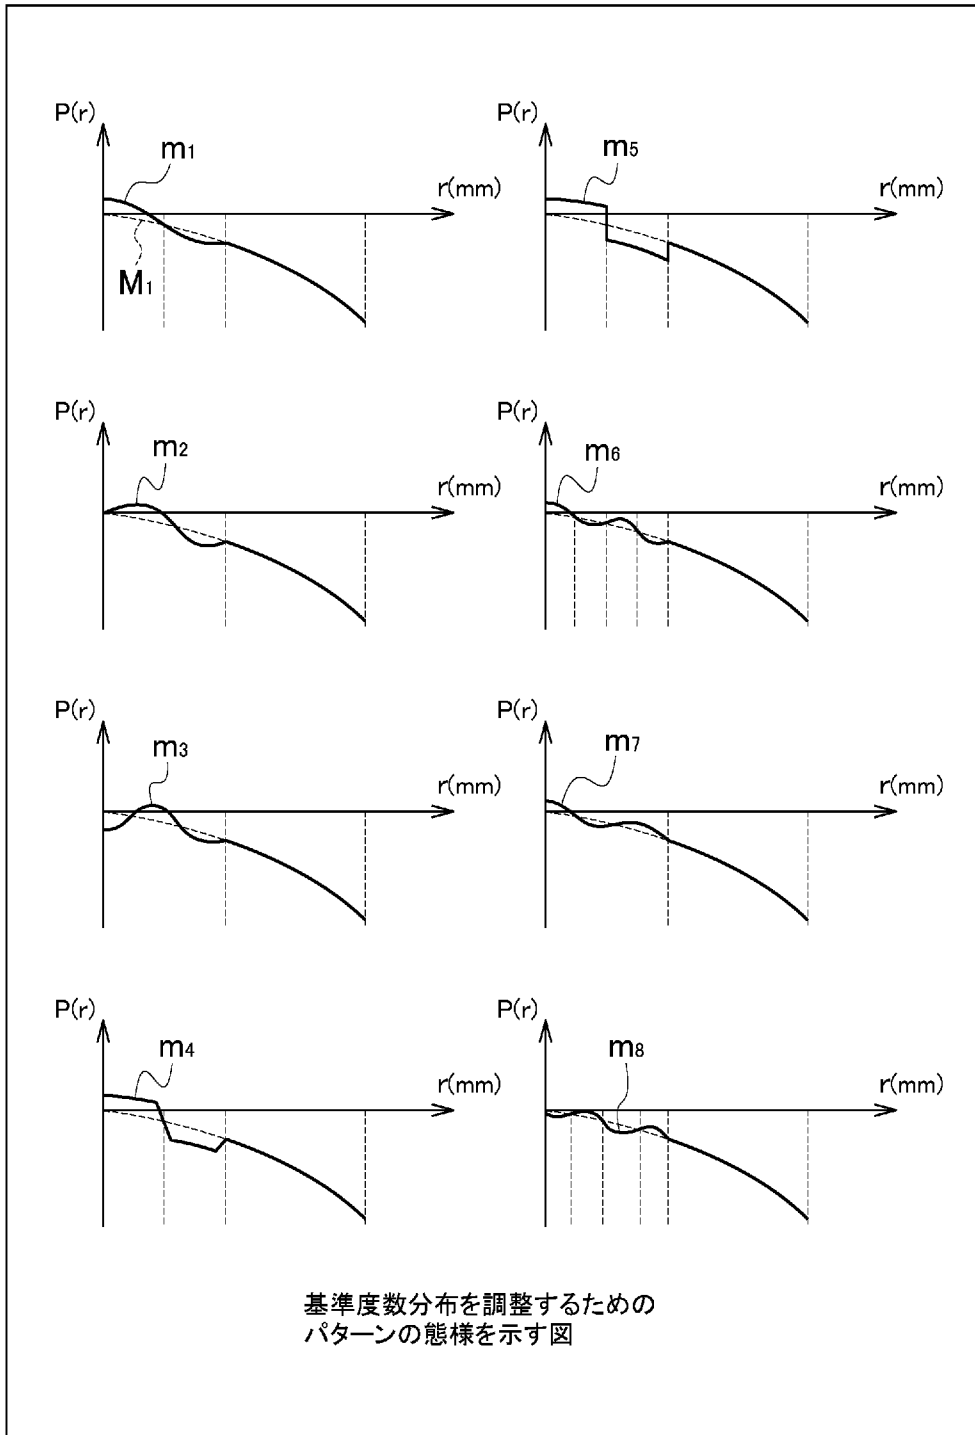 P(r)
m1
r(mm)
M1
P(r)
m5
r(mm)
P(r)
m2
r(mm)
P(r)
m6
r(mm)
P(r)
m3
r(mm)
P(r)
m7
r(mm)
P(r)
m4
r(mm)
P(r)
m8
r(mm)
基準度数分布を調整するための
パターンの態様を示す図